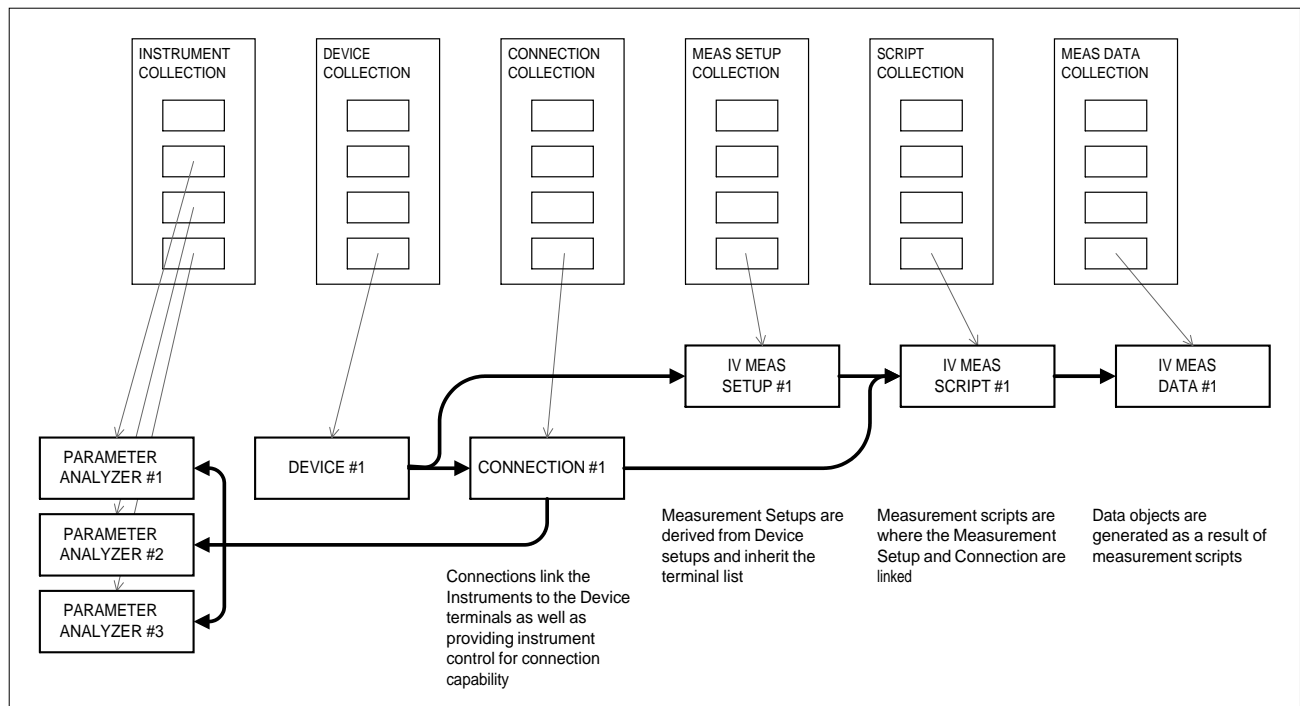 INSTRUMENT
COLLECTION
DEVICE
COLLECTION
CONNECTION
COLLECTION
MEAS SETUP
COLLECTION
SCRIPT
COLLECTION
MEAS DATA
COLLECTION
IV MEAS
SETUP #1
IV MEAS
SCRIPT #1
IV MEAS
DATA #1
PARAMETER
ANALYZER #1
DEVICE #1
CONNECTION #1
PARAMETER
ANALYZER #2
PARAMETER
ANALYZER #3
Connections link the
Instruments to the Device
terminals as well as
providing instrument
control for connection
capability
Measurement Setups are
derived from Device
setups and inherit the
terminal list
Measurement scripts are
where the Measurement
Setup and Connection are
linked
Data objects are
generated as a result of
measurement scripts